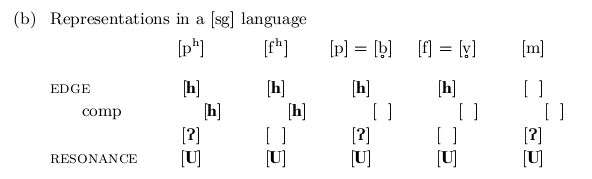 (b) Representations in a [sg] language
[pʰ] [fʰ] [p] = [b̥] [f] = [v̥] [m]
EDGE [h] [h] [h] [h] [ ]
comp [h] [h] [ ] [ ] [ ]
[ʔ] [ ] [ʔ] [ ] [ʔ]
RESONANCE [U] [U] [U] [U] [U]